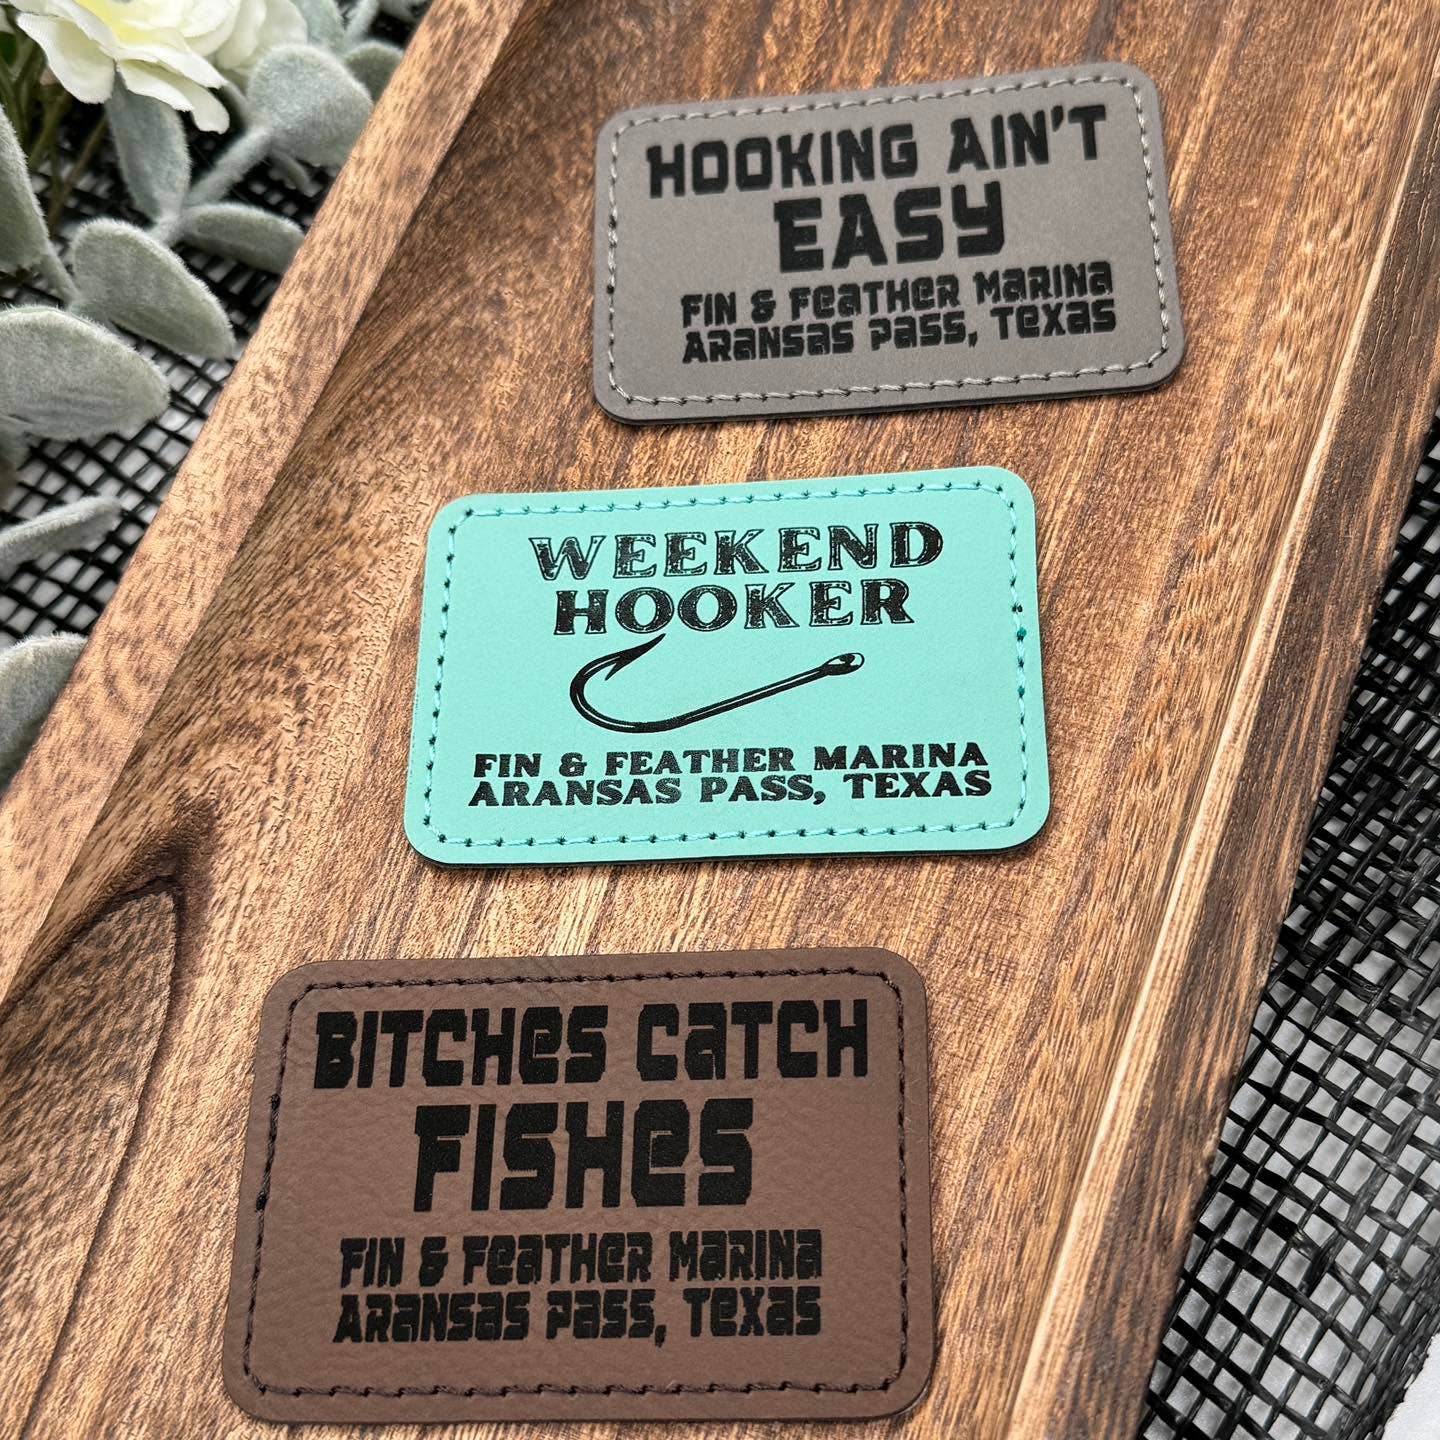 HOOKING AIN'T
EASY
FIN & FeaTHeR MaRINa
ARaNSaS Pass, Texas
WEEKEND
HOOKER
FIN & FEATHER MARINA
ARANSAS PASS, TEXAS
BITCHeS CaTCH
FISHeS
FIN & FeaTHeR MaRINa
ARaNSaS Pass, Texas